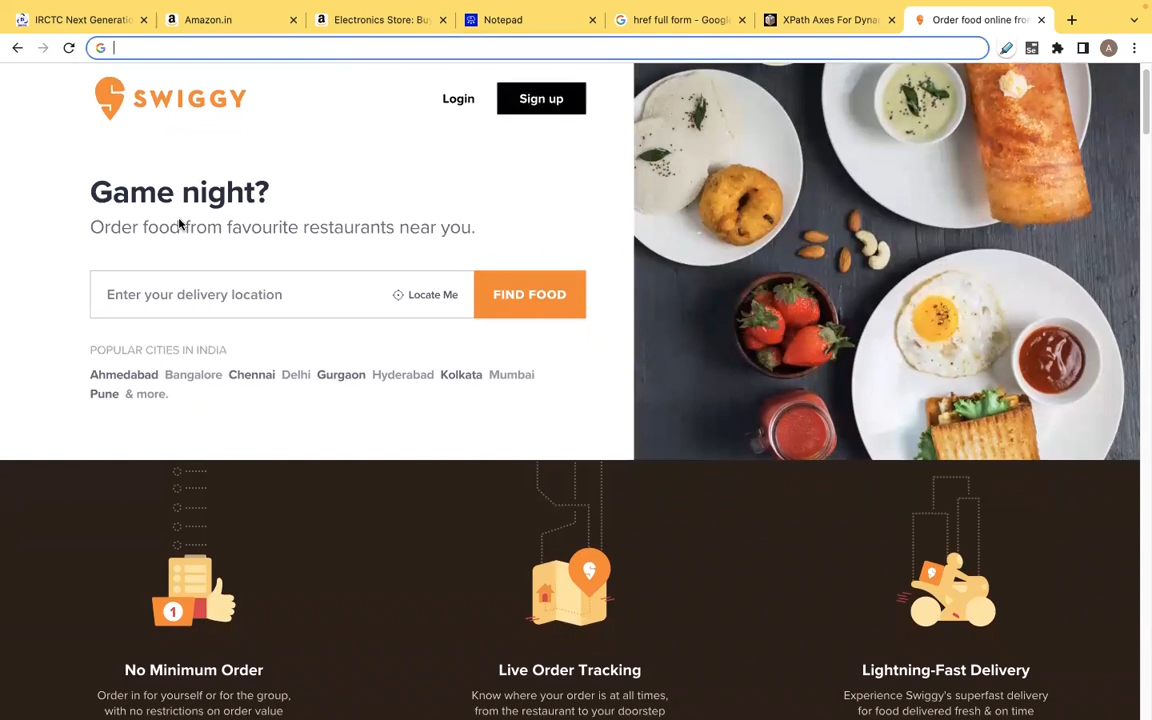 IRCTC Next Generati
Amazon.in
Electronics Store: Bu
Notepad
href full form - Google
XPath Axes For Dyna
Order food online fro
A
SWIGGY
Login
Sign up
Game night?
Order food from favourite restaurants near you.
Enter your delivery location
Locate Me
FIND FOOD
POPULAR CITIES IN INDIA
Ahmedabad Bangalore Chennai Delhi Gurgaon Hyderabad Kolkata Mumbai
Pune & more.
1
No Minimum Order
Order in for yourself or for the group,
with no restrictions on order value
Live Order Tracking
Know where your order is at all times,
from the restaurant to your doorstep
Lightning-Fast Delivery
Experience Swiggy's superfast delivery
for food delivered fresh & on time